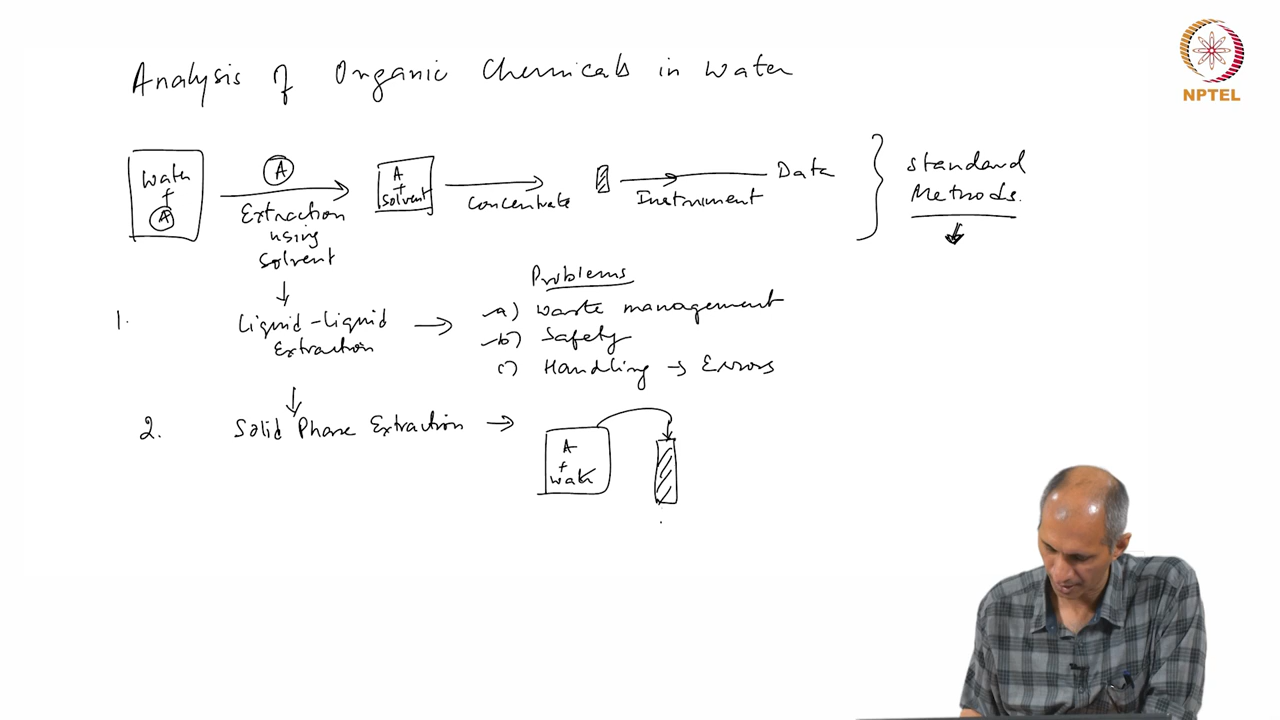 Analysis of Organic Chemicals in Water
NPTEL
Water
+
A
A
Extraction
using
solvent
A
+
solvent
Concentrate
Instrument
Data
Standard
Methods.
Problems
1.
Liquid-Liquid
Extraction
a) Waste management
b) Safety
c) Handling → Errors
2.
Solid Phase Extraction →
A
+
water